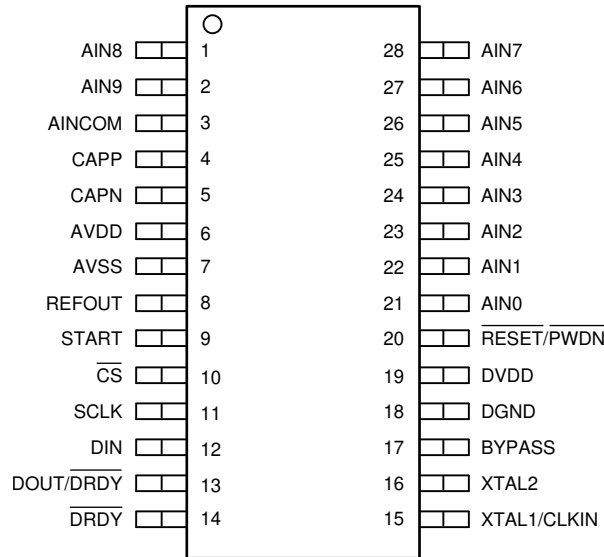 AIN8 1 28 AIN7
AIN9 2 27 AIN6
AINCOM 3 26 AIN5
CAPP 4 25 AIN4
CAPN 5 24 AIN3
AVDD 6 23 AIN2
AVSS 7 22 AIN1
REFOUT 8 21 AIN0
START 9 20 RESET/PWDN
CS 10 19 DVDD
SCLK 11 18 DGND
DIN 12 17 BYPASS
DOUT/DRDY 13 16 XTAL2
DRDY 14 15 XTAL1/CLKIN